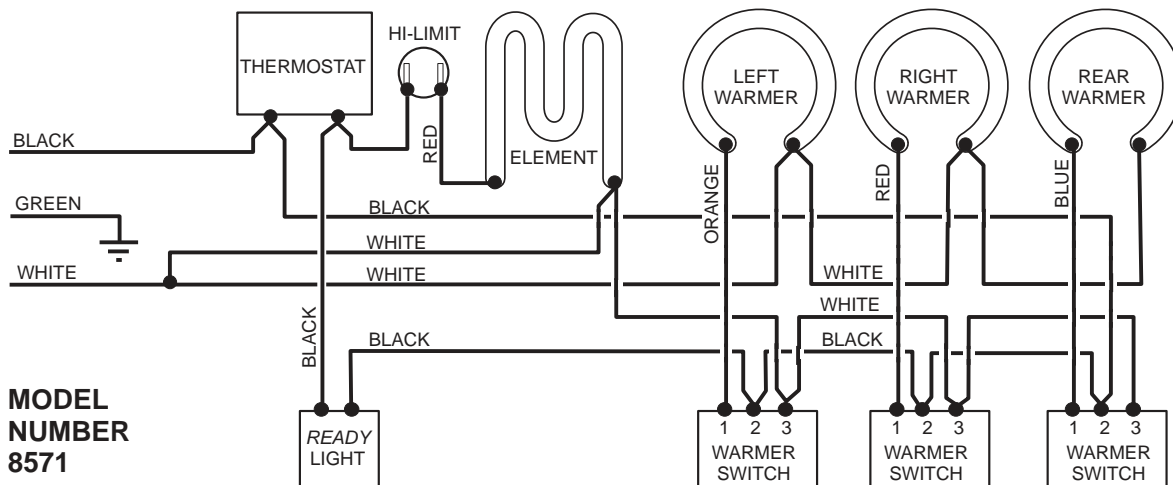 THERMOSTAT
HI-LIMIT
RED
ELEMENT
LEFT
WARMER
RIGHT
WARMER
REAR
WARMER
BLACK
GREEN
WHITE
BLACK
WHITE
WHITE
ORANGE
RED
BLUE
WHITE
WHITE
BLACK
BLACK
BLACK
MODEL
NUMBER
8571
READY
LIGHT
1 2 3
WARMER
SWITCH
1 2 3
WARMER
SWITCH
1 2 3
WARMER
SWITCH